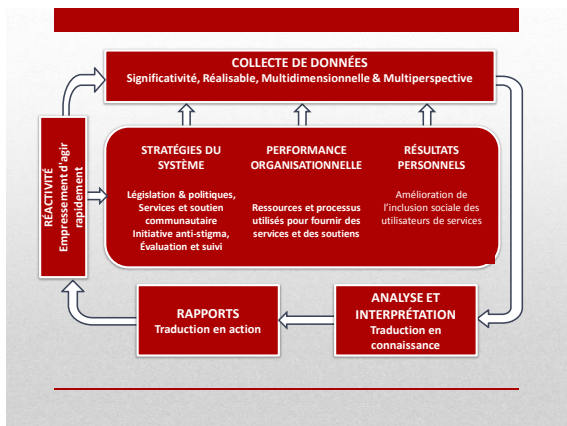 COLLECTE DE DONNÉES
Significativité, Réalisable, Multidimensionnelle & Multiperspective
RÉACTIVITÉ
Empressement d'agir
rapidement
STRATÉGIES DU
SYSTÈME
Législation & politiques,
Services et soutien
communautaire
Initiative anti-stigma,
Évaluation et suivi
PERFORMANCE
ORGANISATIONNELLE
Ressources et processus
utilisés pour fournir des
services et des soutiens
RÉSULTATS
PERSONNELS
Amélioration de
l'inclusion sociale des
utilisateurs de services
RAPPORTS
Traduction en action
ANALYSE ET
INTERPRÉTATION
Traduction en
connaissance